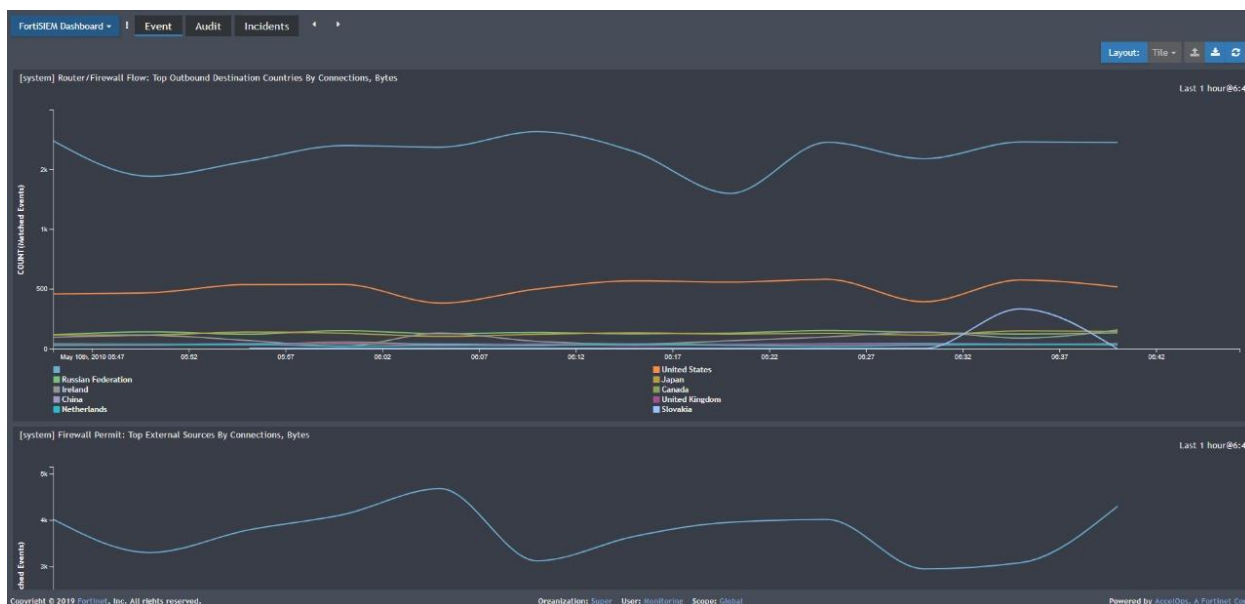 FortiSIEM Dashboard Event Audit Incidents
Layout: Tile
[system] Router/Firewall Flow: Top Outbound Destination Countries By Connections, Bytes
Last 1 hour@6:4
COUNT(Matched Events)
2k
1k
500
0
May 10th, 2019 05:47 05:52 05:57 06:02 06:07 06:12 06:17 06:22 06:27 06:32 06:37 06:42
United States
Russian Federation Japan
Ireland Canada
China United Kingdom
Netherlands Slovakia
[system] Firewall Permit: Top External Sources By Connections, Bytes
Last 1 hour@6:4
5k
4k
3k
ched Events)
Copyright © 2019 Fortinet, Inc. All rights reserved. Organization: Super User: Monitoring Scope: Global Powered by AccelOps, A Fortinet Co